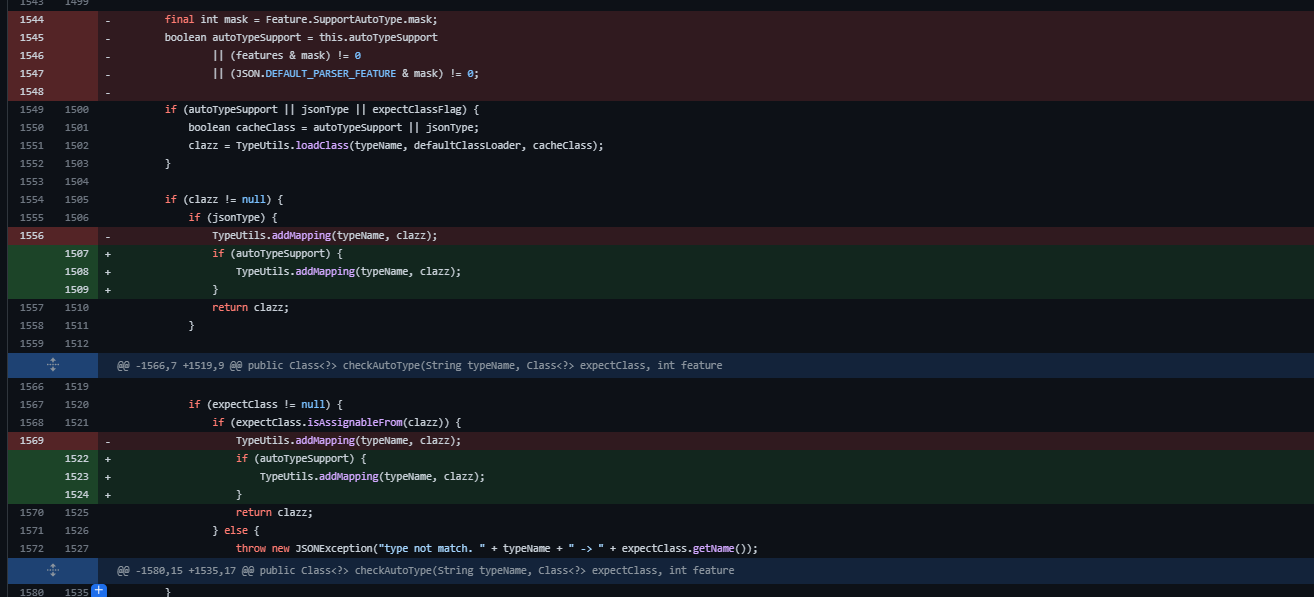 1543 1499
1544 - final int mask = Feature.SupportAutoType.mask;
1545 - boolean autoTypeSupport = this.autoTypeSupport
1546 - || (features & mask) != 0
1547 - || (JSON.DEFAULT_PARSER_FEATURE & mask) != 0;
1548 -
1549 1500 if (autoTypeSupport || jsonType || expectClassFlag) {
1550 1501 boolean cacheClass = autoTypeSupport || jsonType;
1551 1502 clazz = TypeUtils.loadClass(typeName, defaultClassLoader, cacheClass);
1552 1503 }
1553 1504
1554 1505 if (clazz != null) {
1555 1506 if (jsonType) {
1556 - TypeUtils.addMapping(typeName, clazz);
1507 + if (autoTypeSupport) {
1508 + TypeUtils.addMapping(typeName, clazz);
1509 + }
1557 1510 return clazz;
1558 1511 }
1559 1512
@@ -1566,7 +1519,9 @@ public Class<?> checkAutoType(String typeName, Class<?> expectClass, int feature
1566 1519
1567 1520 if (expectClass != null) {
1568 1521 if (expectClass.isAssignableFrom(clazz)) {
1569 - TypeUtils.addMapping(typeName, clazz);
1522 + if (autoTypeSupport) {
1523 + TypeUtils.addMapping(typeName, clazz);
1524 + }
1570 1525 return clazz;
1571 1526 } else {
1572 1527 throw new JSONException("type not match. " + typeName + " -> " + expectClass.getName());
@@ -1580,15 +1535,17 @@ public Class<?> checkAutoType(String typeName, Class<?> expectClass, int feature
1580 1535 + }